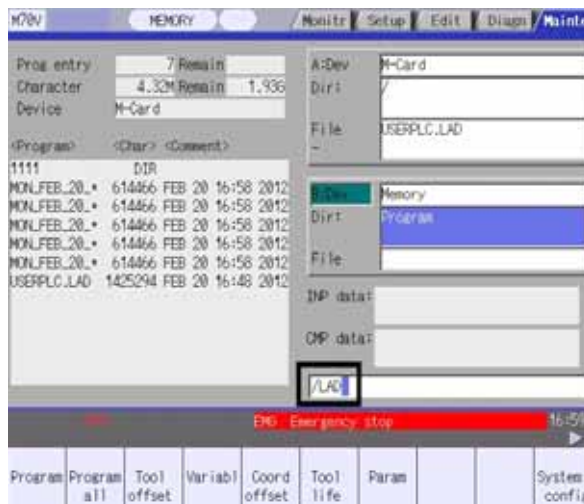 M70V MEMORY Monitr Setup Edit Diagn Mainte
Prog entry 7 Remain
Character 4.32M Remain 1.936
Device M-Card
<Program> <Char> <Comment>
1111 DIR
MON_FEB_20_* 614466 FEB 20 16:58 2012
MON_FEB_20_* 614466 FEB 20 16:58 2012
MON_FEB_20_* 614466 FEB 20 16:58 2012
MON_FEB_20_* 614466 FEB 20 16:58 2012
MON_FEB_20_* 614466 FEB 20 16:58 2012
USERPLC.LAD 1425294 FEB 20 16:48 2012
A:Dev M-Card
Dir: /
File USERPLC.LAD
-
B:Dev Memory
Dir: Program
File
INP data:
CMP data:
/LAD
EMG Emergency stop 16:59
Program Program all Tool offset Variabl Coord offset Tool life Param System confi